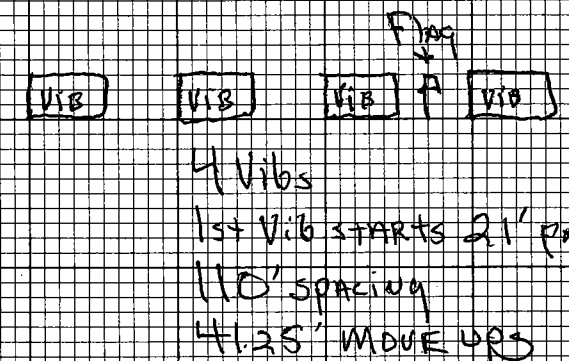 Flag
ViB ViB ViB ViB
4 Vibs
1st Vib starts 21'
110' spacing
41.25' move ups